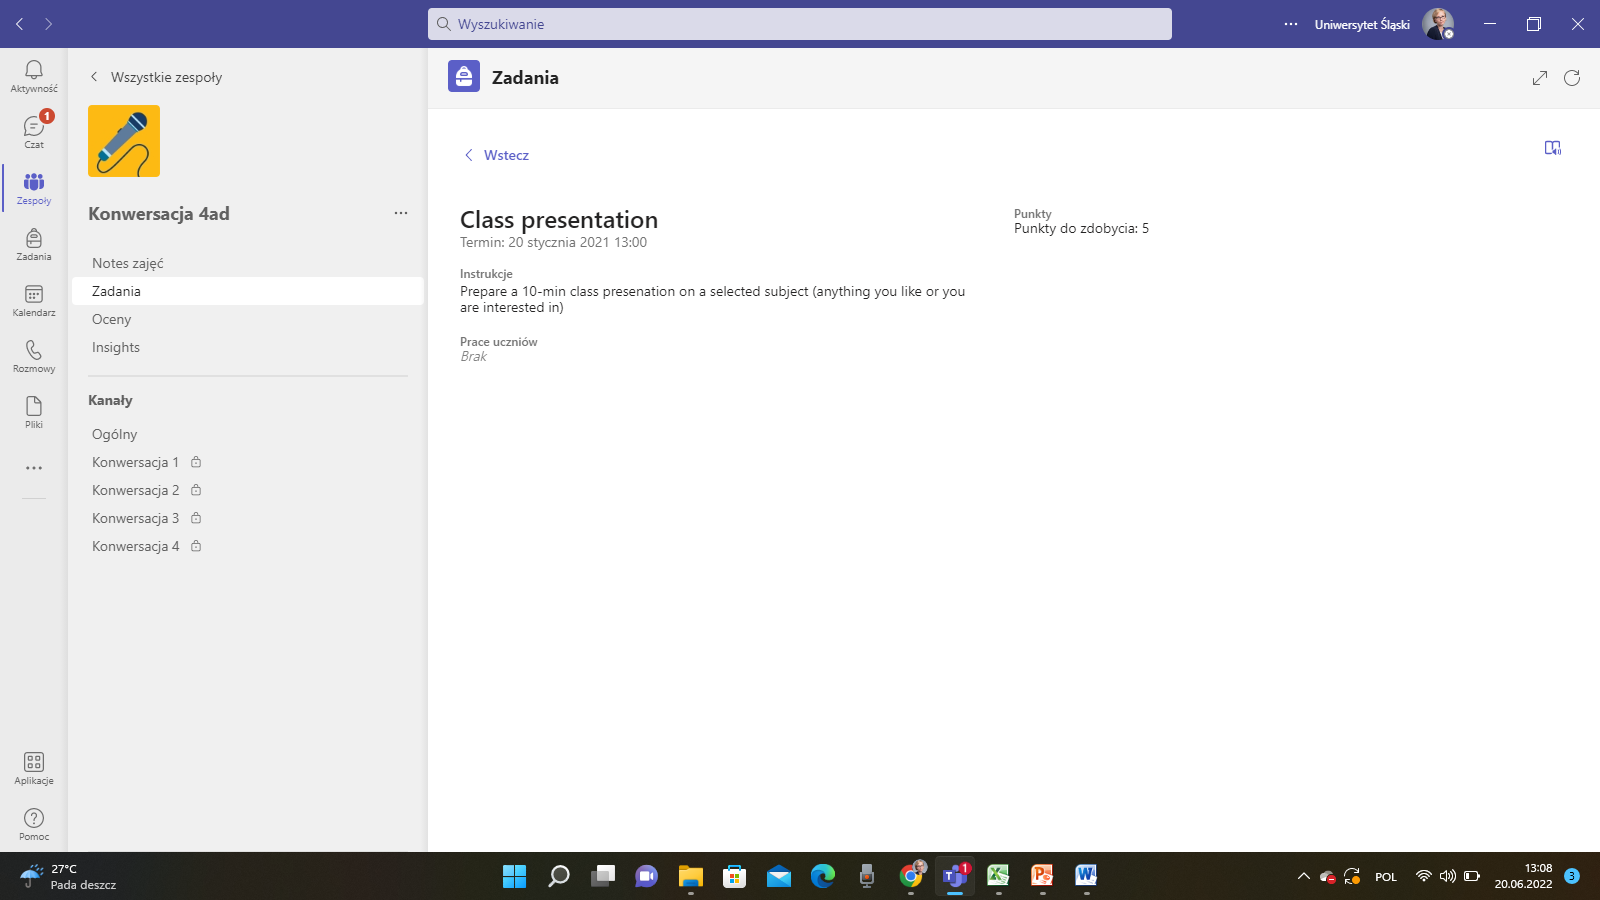 Wyszukiwanie
Uniwersytet Śląski
Aktywność
1
Czat
Zespoły
Zadania
Kalendarz
Rozmowy
Pliki
Aplikacje
Pomoc
Wszystkie zespoły
Konwersacja 4ad
Notes zajęć
Zadania
Oceny
Insights
Kanały
Ogólny
Konwersacja 1
Konwersacja 2
Konwersacja 3
Konwersacja 4
Zadania
Wstecz
Class presentation
Termin: 20 stycznia 2021 13:00
Instrukcje
Prepare a 10-min class presenation on a selected subject (anything you like or you
are interested in)
Prace uczniów
Brak
Punkty
Punkty do zdobycia: 5
27°C
Pada deszcz
1
POL
13:08
20.06.2022
3